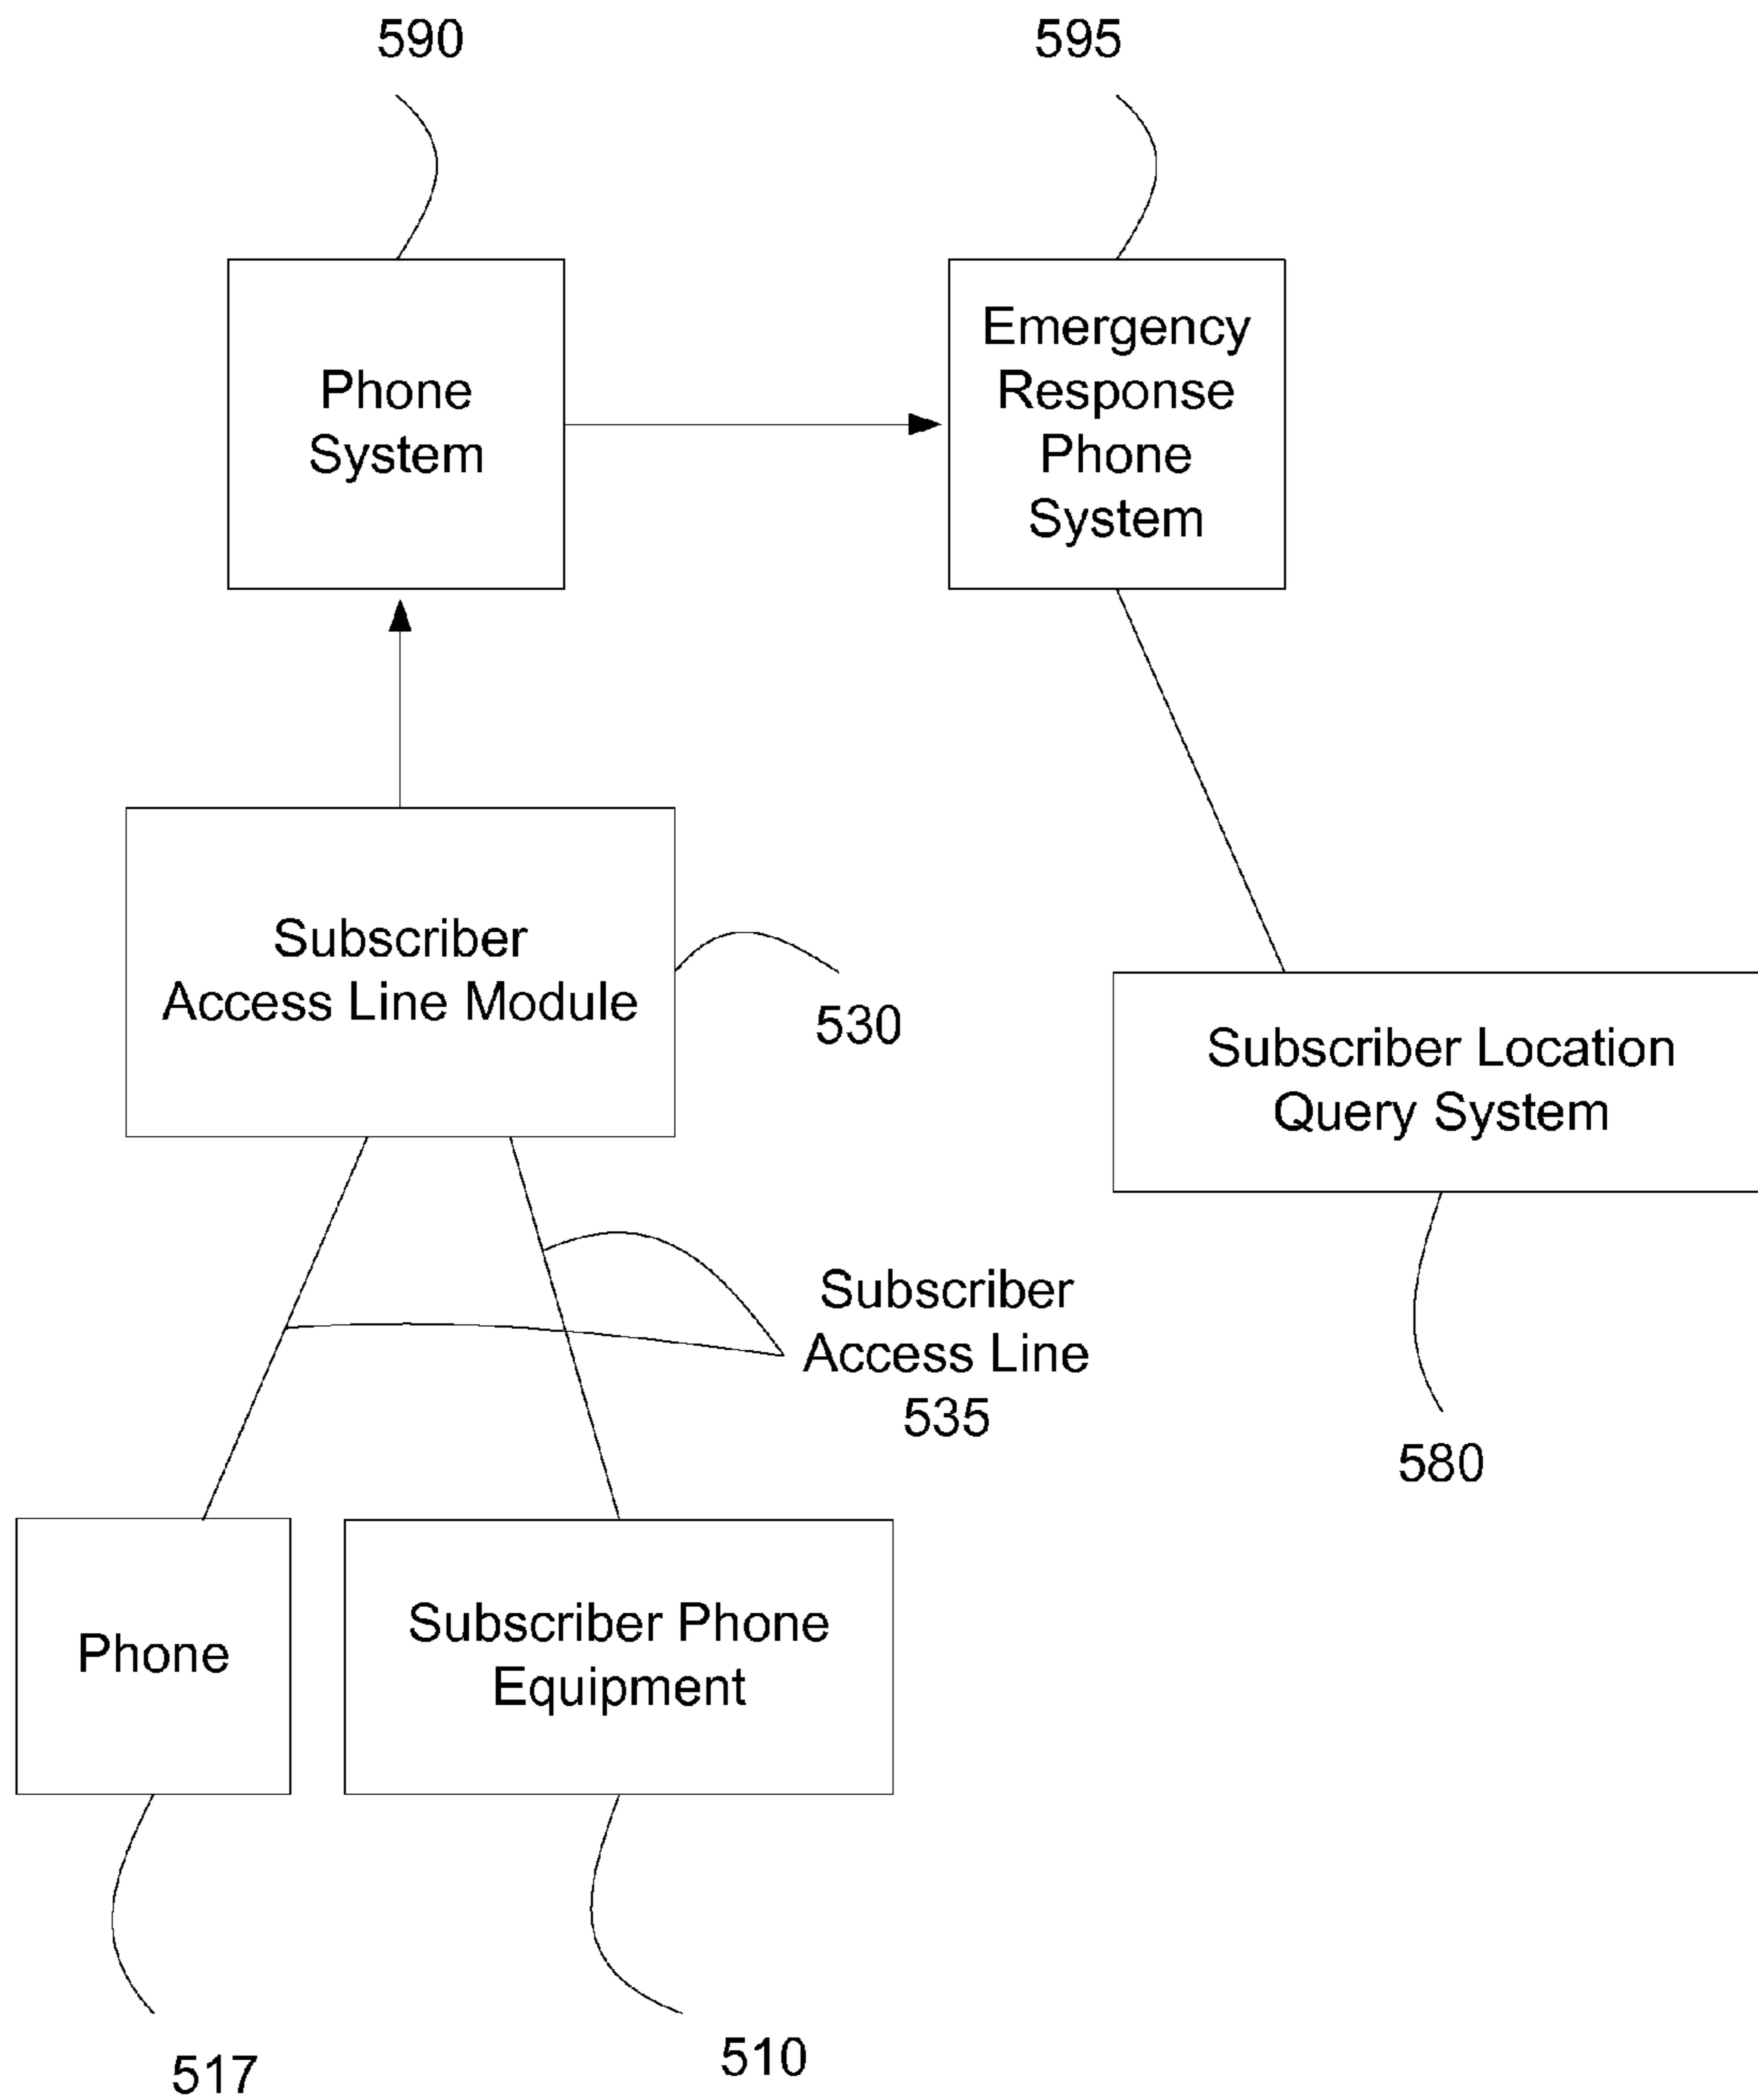 590
595
Phone
System
Emergency
Response
Phone
System
Subscriber
Access Line Module
530
Subscriber Location
Query System
Subscriber
Access Line
535
580
Phone
Subscriber Phone
Equipment
517
510